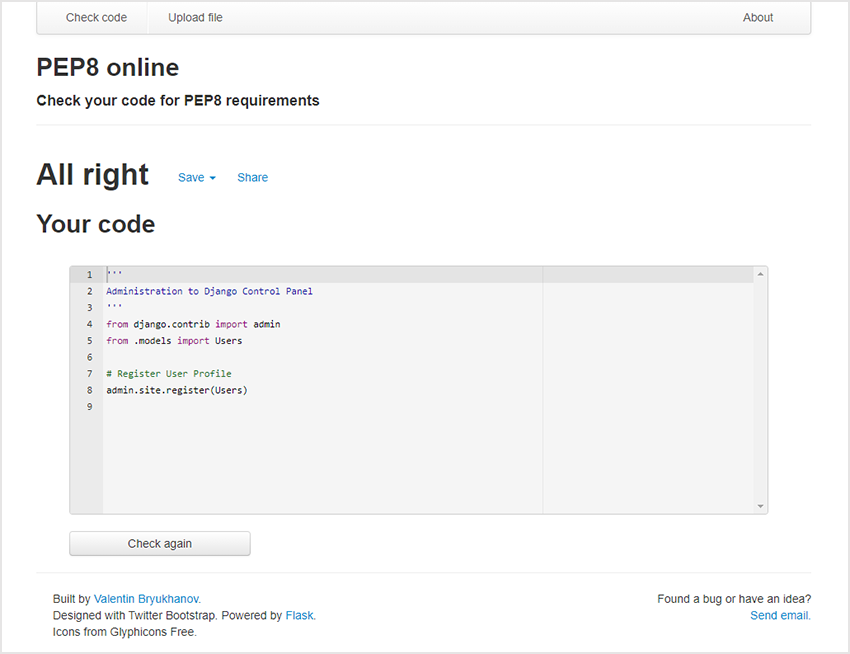 Check code Upload file About
PEP8 online
Check your code for PEP8 requirements
All right Save Share
Your code
1 '''
2 Administration to Django Control Panel
3 '''
4 from django.contrib import admin
5 from .models import Users
6
7 # Register User Profile
8 admin.site.register(Users)
9
Check again
Built by Valentin Bryukhanov.
Designed with Twitter Bootstrap. Powered by Flask.
Icons from Glyphicons Free.
Found a bug or have an idea?
Send email.